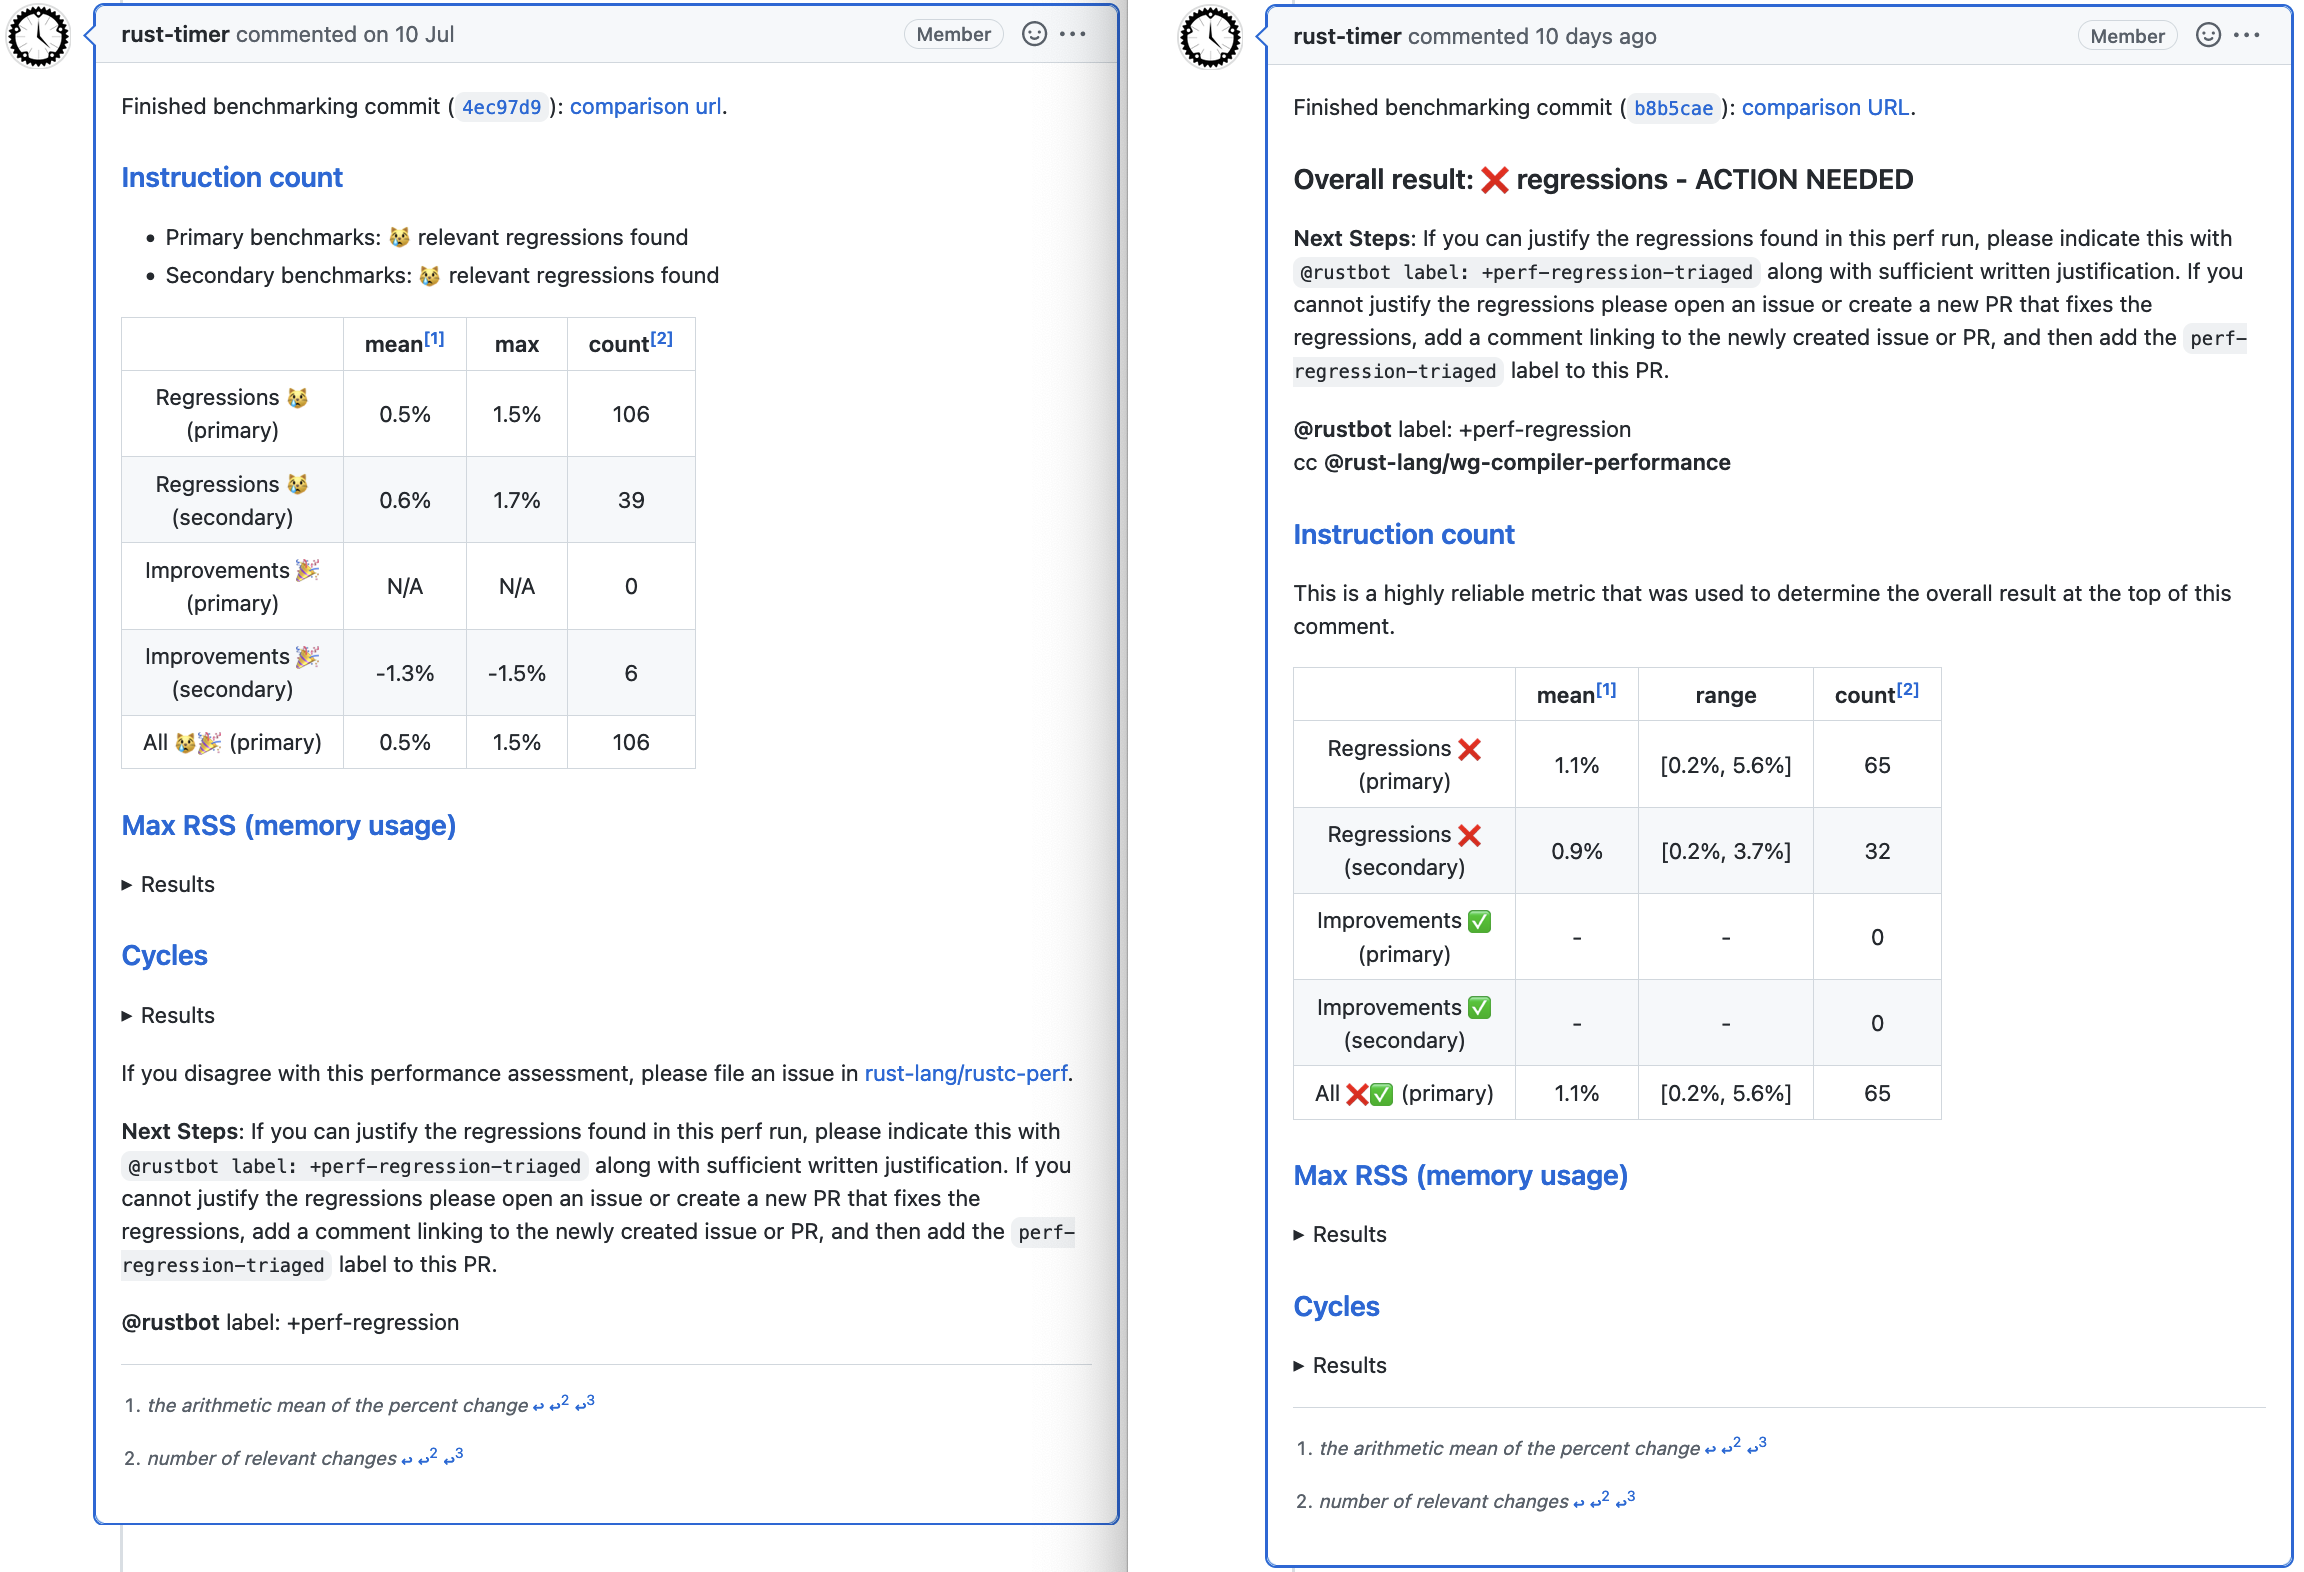 rust-timer commented on 10 Jul
Member
Finished benchmarking commit ( 4ec97d9 ): comparison url.
Instruction count
• Primary benchmarks: 😿 relevant regressions found
• Secondary benchmarks: 😿 relevant regressions found
mean[1] max count[2]
Regressions 😿
(primary)
0.5% 1.5% 106
Regressions 😿
(secondary)
0.6% 1.7% 39
Improvements 🎉
(primary)
N/A N/A 0
Improvements 🎉
(secondary)
-1.3% -1.5% 6
All 😿🎉 (primary) 0.5% 1.5% 106
Max RSS (memory usage)
▸ Results
Cycles
▸ Results
If you disagree with this performance assessment, please file an issue in rust-lang/rustc-perf.
Next Steps: If you can justify the regressions found in this perf run, please indicate this with
@rustbot label: +perf-regression-triaged along with sufficient written justification. If you
cannot justify the regressions please open an issue or create a new PR that fixes the
regressions, add a comment linking to the newly created issue or PR, and then add the perf-
regression-triaged label to this PR.
@rustbot label: +perf-regression
1. the arithmetic mean of the percent change ↩ ↩2 ↩3
2. number of relevant changes ↩ ↩2 ↩3
rust-timer commented 10 days ago
Member
Finished benchmarking commit ( b8b5cae ): comparison URL.
Overall result: ❌ regressions - ACTION NEEDED
Next Steps: If you can justify the regressions found in this perf run, please indicate this with
@rustbot label: +perf-regression-triaged along with sufficient written justification. If you
cannot justify the regressions please open an issue or create a new PR that fixes the
regressions, add a comment linking to the newly created issue or PR, and then add the perf-
regression-triaged label to this PR.
@rustbot label: +perf-regression
cc @rust-lang/wg-compiler-performance
Instruction count
This is a highly reliable metric that was used to determine the overall result at the top of this
comment.
mean[1] range count[2]
Regressions ❌
(primary)
1.1% [0.2%, 5.6%] 65
Regressions ❌
(secondary)
0.9% [0.2%, 3.7%] 32
Improvements ✅
(primary)
- - 0
Improvements ✅
(secondary)
- - 0
All ❌✅ (primary) 1.1% [0.2%, 5.6%] 65
Max RSS (memory usage)
▸ Results
Cycles
▸ Results
1. the arithmetic mean of the percent change ↩ ↩2 ↩3
2. number of relevant changes ↩ ↩2 ↩3